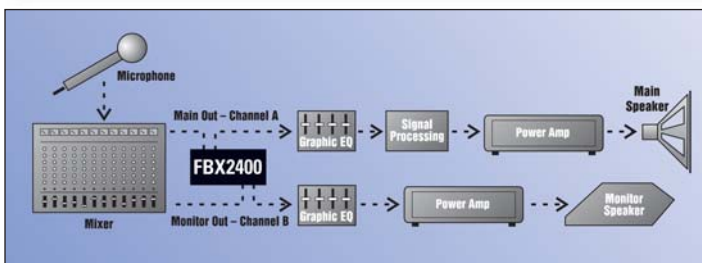 Microphone
Main Out – Channel A
Main
Speaker
Graphic EQ
Signal
Processing
Power Amp
FBX2400
Mixer
Monitor Out – Channel B
Graphic EQ
Power Amp
Monitor
Speaker